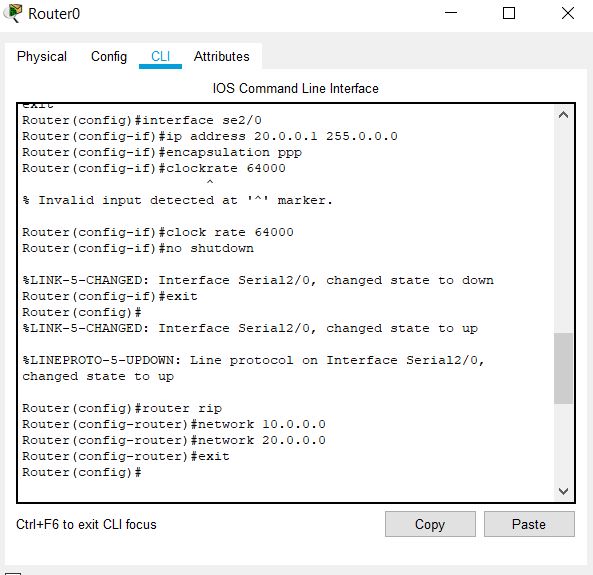 Router0
Physical Config CLI Attributes
IOS Command Line Interface
exit
Router(config)#interface se2/0
Router(config-if)#ip address 20.0.0.1 255.0.0.0
Router(config-if)#encapsulation ppp
Router(config-if)#clockrate 64000
^
% Invalid input detected at '^' marker.
Router(config-if)#clock rate 64000
Router(config-if)#no shutdown
%LINK-5-CHANGED: Interface Serial2/0, changed state to down
Router(config-if)#exit
Router(config)#
%LINK-5-CHANGED: Interface Serial2/0, changed state to up
%LINEPROTO-5-UPDOWN: Line protocol on Interface Serial2/0,
changed state to up
Router(config)#router rip
Router(config-router)#network 10.0.0.0
Router(config-router)#network 20.0.0.0
Router(config-router)#exit
Router(config)#
Ctrl+F6 to exit CLI focus Copy Paste